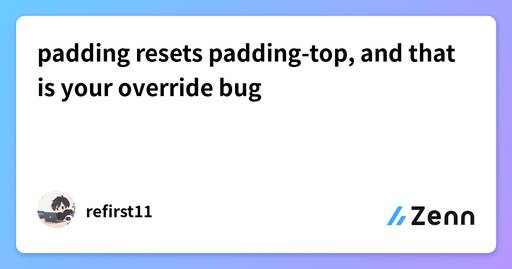 padding resets padding-top, and that
is your override bug
refirst11
Zenn